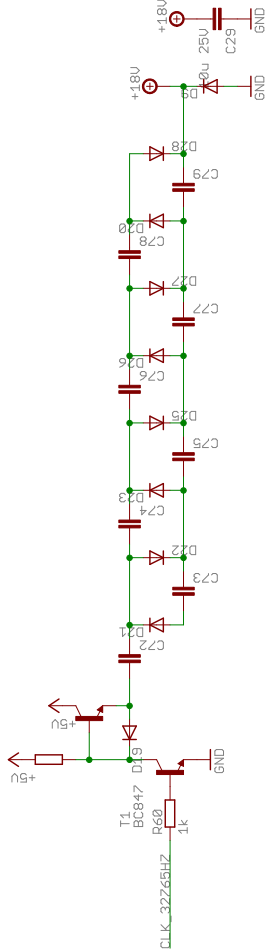 +18V
25V
C29
GND
+18V
0u
D9
GND
D28
C79
D20
C78
D27
C77
D26
C76
D25
C75
D23
C74
D22
C73
D21
C72
+5V
+5V
D19
GND
T1
BC847
R60
1k
CLK_32765HZ